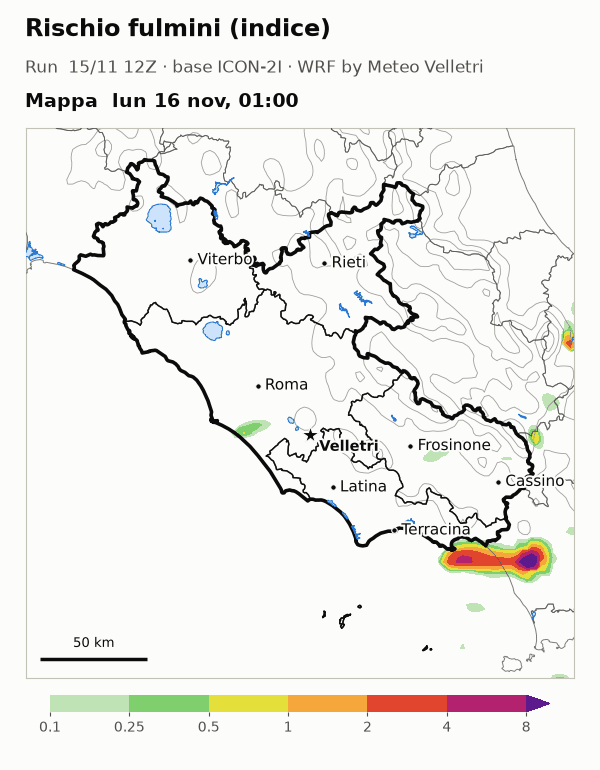 Rischio fulmini (indice)
Run  15/11 12Z · base ICON-2I · WRF by Meteo Velletri
Mappa  lun 16 nov, 01:00
Viterbo
Rieti
Roma
Velletri
Frosinone
Cassino
Latina
Terracina
50 km
0.1 0.25 0.5 1 2 4 8